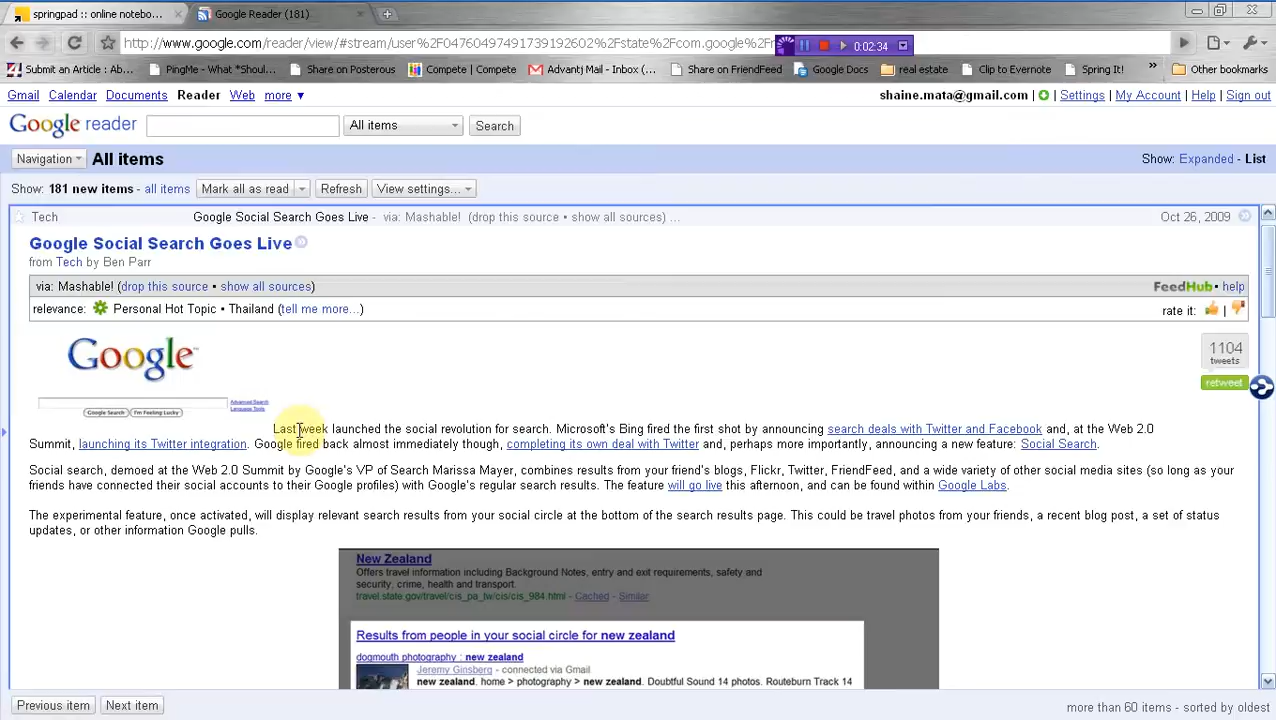 springpad :: online notebo...
Google Reader (181)
http://www.google.com/reader/view/#stream/user%2F04760497491739192602%2Fstate%2Fcom.google%2Fr
0:02:34
Submit an Article - Ab...
PingMe - What *Shoul...
Share on Posterous
Compete | Compete
Advantj Mail - Inbox (...
Share on FriendFeed
Google Docs
real estate
Clip to Evernote
Spring It!
Other bookmarks
Gmail Calendar Documents Reader Web more ▼
shaine.mata@gmail.com Settings | My Account | Help | Sign out
Google reader
All items
Search
Navigation
All items
Show: Expanded - List
Show: 181 new items - all items
Mark all as read
Refresh
View settings...
Tech
Google Social Search Goes Live - via: Mashable! (drop this source • show all sources) ...
Oct 26, 2009
Google Social Search Goes Live
from Tech by Ben Parr
via: Mashable! (drop this source • show all sources)
FeedHub • help
relevance: Personal Hot Topic • Thailand (tell me more...)
rate it: |
Google
Advanced Search
Language Tools
Google Search
I'm Feeling Lucky
1104
tweets
retweet
Last week launched the social revolution for search. Microsoft's Bing fired the first shot by announcing search deals with Twitter and Facebook and, at the Web 2.0
Summit, launching its Twitter integration. Google fired back almost immediately though, completing its own deal with Twitter and, perhaps more importantly, announcing a new feature: Social Search.
Social search, demoed at the Web 2.0 Summit by Google's VP of Search Marissa Mayer, combines results from your friend's blogs, Flickr, Twitter, FriendFeed, and a wide variety of other social media sites (so long as your
friends have connected their social accounts to their Google profiles) with Google's regular search results. The feature will go live this afternoon, and can be found within Google Labs.
The experimental feature, once activated, will display relevant search results from your social circle at the bottom of the search results page. This could be travel photos from your friends, a recent blog post, a set of status
updates, or other information Google pulls.
New Zealand
Offers travel information including Background Notes, entry and exit requirements, safety and
security, crime, health and transport.
travel.state.gov/travel/cis_pa_tw/cis/cis_984.html - Cached - Similar
Results from people in your social circle for new zealand
dogmouth photography : new zealand
Jeremy Ginsberg - connected via Gmail
new zealand. home > photography > new zealand. Doubtful Sound 14 photos. Routeburn Track 14
Previous item
Next item
more than 60 items - sorted by oldest